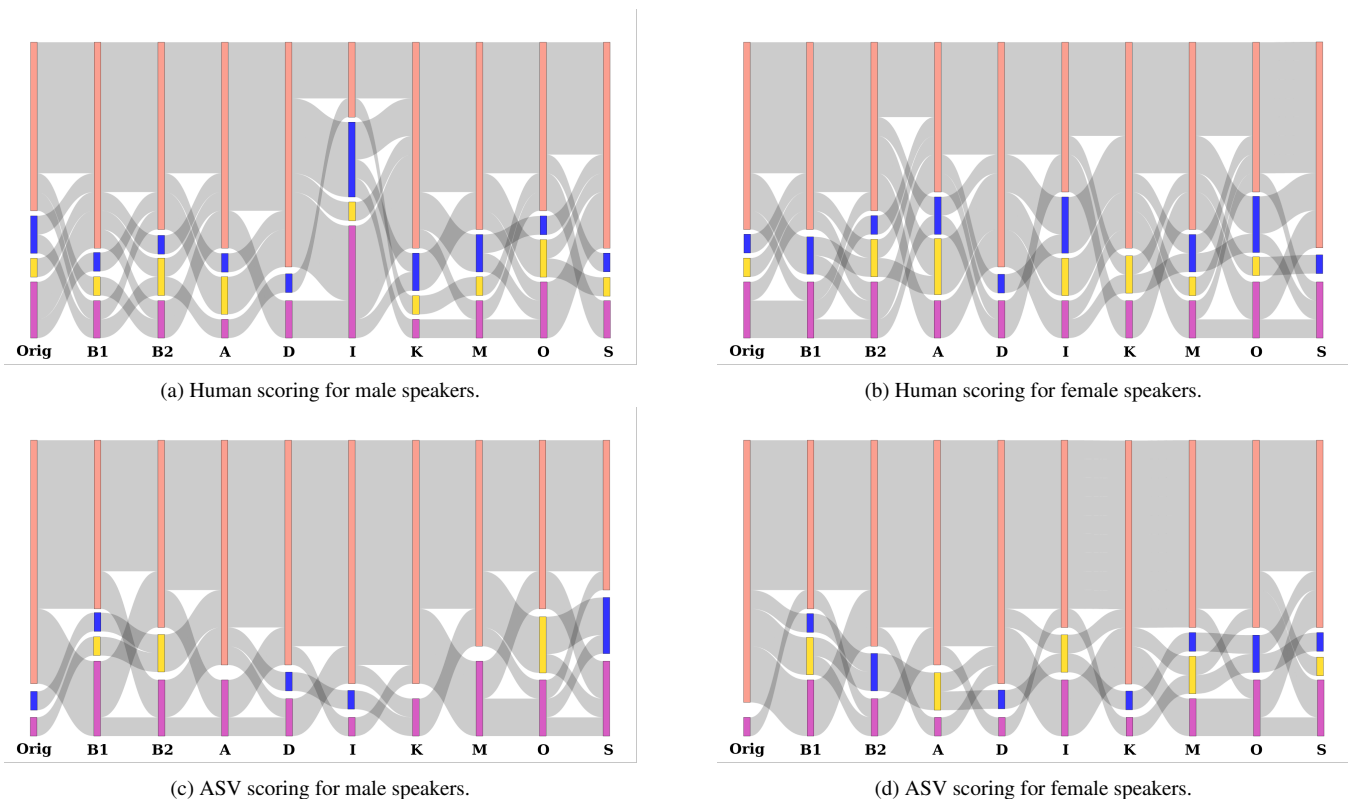 Orig B1 B2 A D I K M O S
Orig B1 B2 A D I K M O S
(a) Human scoring for male speakers.
(b) Human scoring for female speakers.
Orig B1 B2 A D I K M O S
Orig B1 B2 A D I K M O S
(c) ASV scoring for male speakers.
(d) ASV scoring for female speakers.